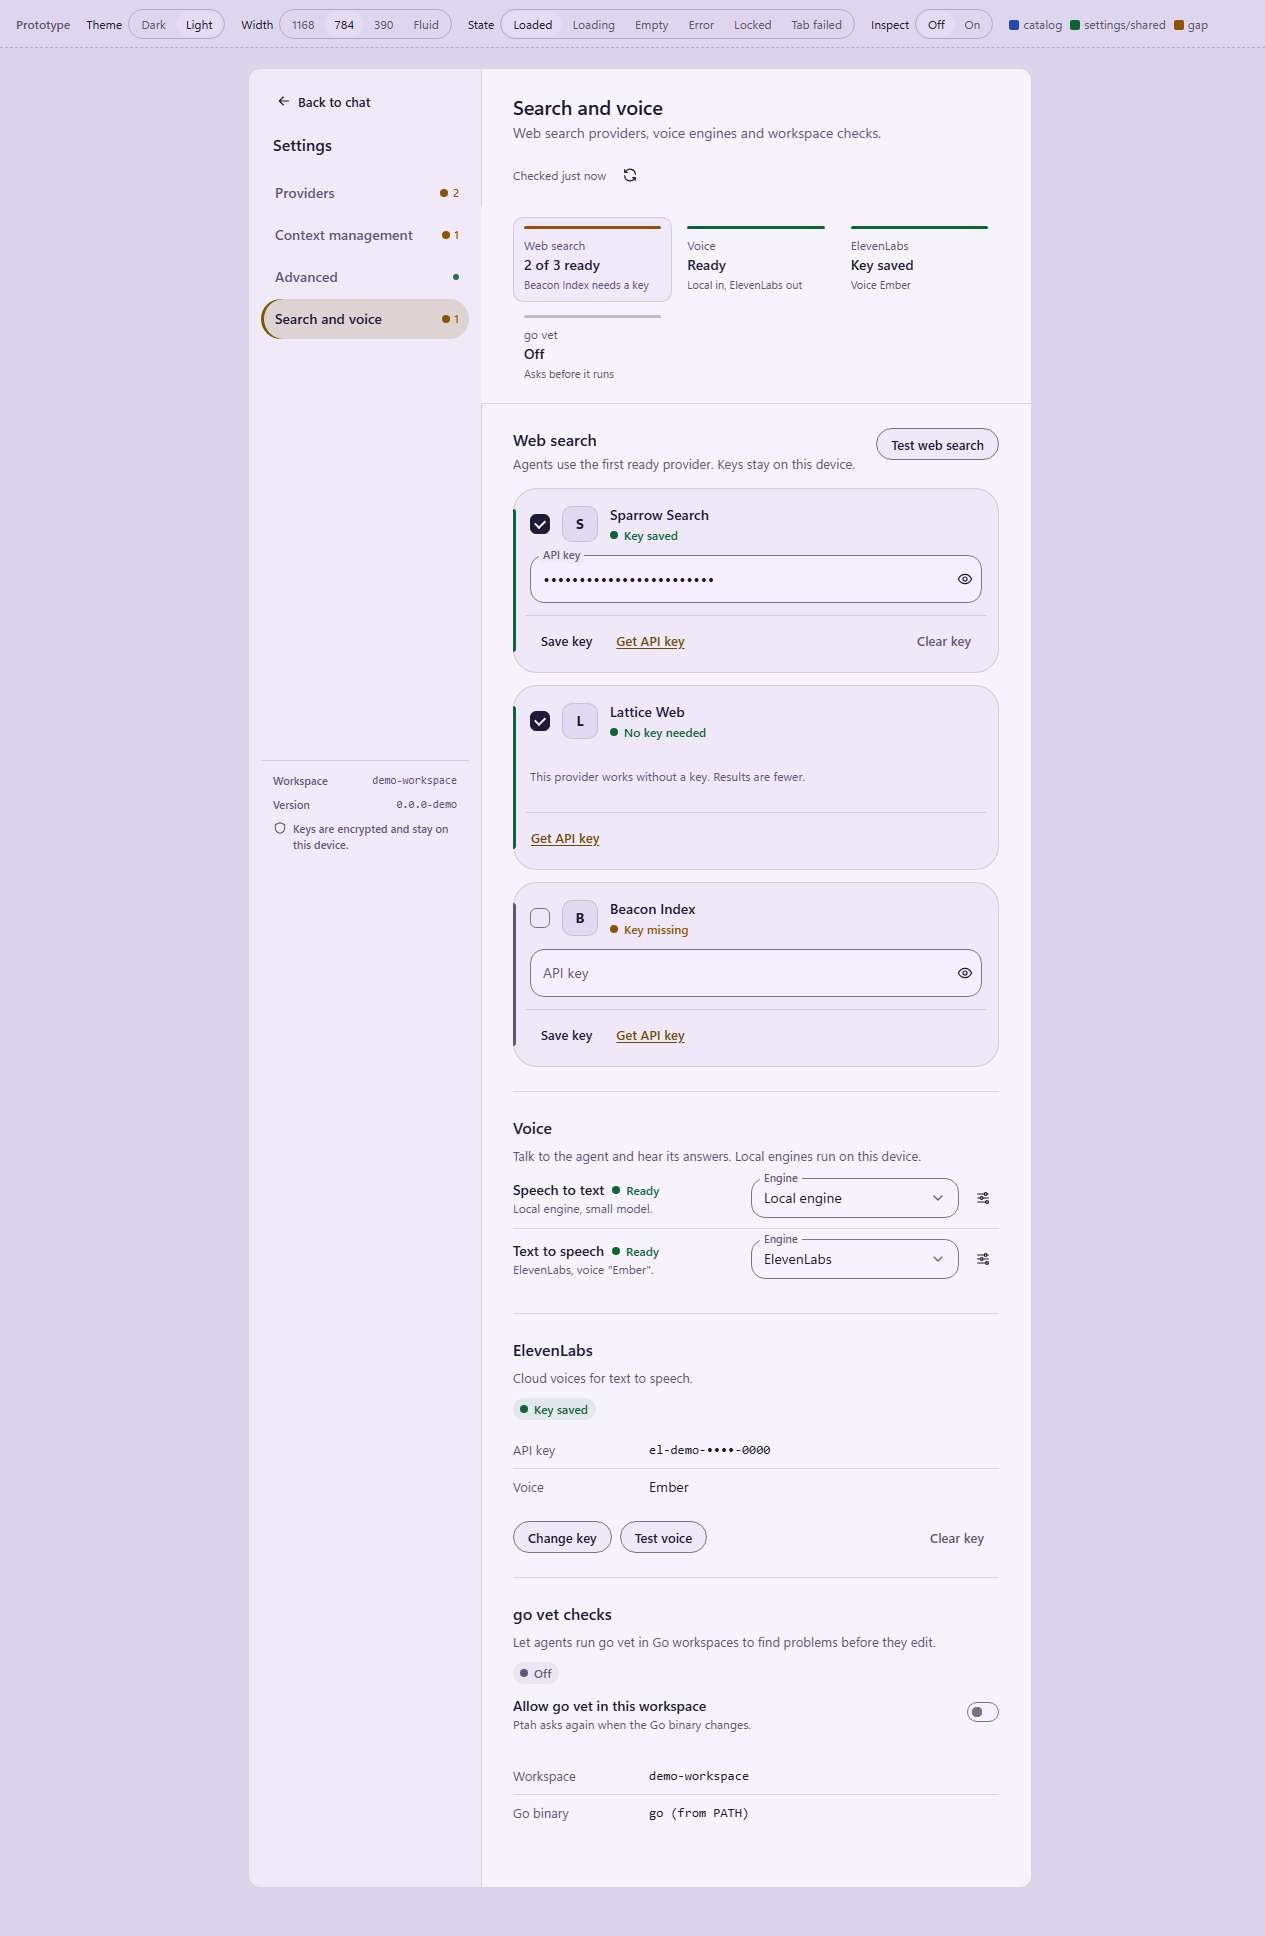 Prototype Theme Dark Light Width 1168 784 390 Fluid State Loaded Loading Empty Error Locked Tab failed Inspect Off On catalog settings/shared gap
Back to chat
Settings
Providers 2
Context management 1
Advanced
Search and voice 1
Workspace demo-workspace
Version 0.0.0-demo
Keys are encrypted and stay on
this device.
Search and voice
Web search providers, voice engines and workspace checks.
Checked just now
Web search
2 of 3 ready
Beacon Index needs a key
Voice
Ready
Local in, ElevenLabs out
ElevenLabs
Key saved
Voice Ember
go vet
Off
Asks before it runs
Web search
Agents use the first ready provider. Keys stay on this device.
Test web search
S
Sparrow Search
Key saved
API key
••••••••••••••••••••••••
Save key Get API key Clear key
L
Lattice Web
No key needed
This provider works without a key. Results are fewer.
Get API key
B
Beacon Index
Key missing
API key
Save key Get API key
Voice
Talk to the agent and hear its answers. Local engines run on this device.
Speech to text Ready
Local engine, small model.
Engine
Local engine
Text to speech Ready
ElevenLabs, voice "Ember".
Engine
ElevenLabs
ElevenLabs
Cloud voices for text to speech.
Key saved
API key el-demo-••••-0000
Voice Ember
Change key Test voice Clear key
go vet checks
Let agents run go vet in Go workspaces to find problems before they edit.
Off
Allow go vet in this workspace
Ptah asks again when the Go binary changes.
Workspace demo-workspace
Go binary go (from PATH)